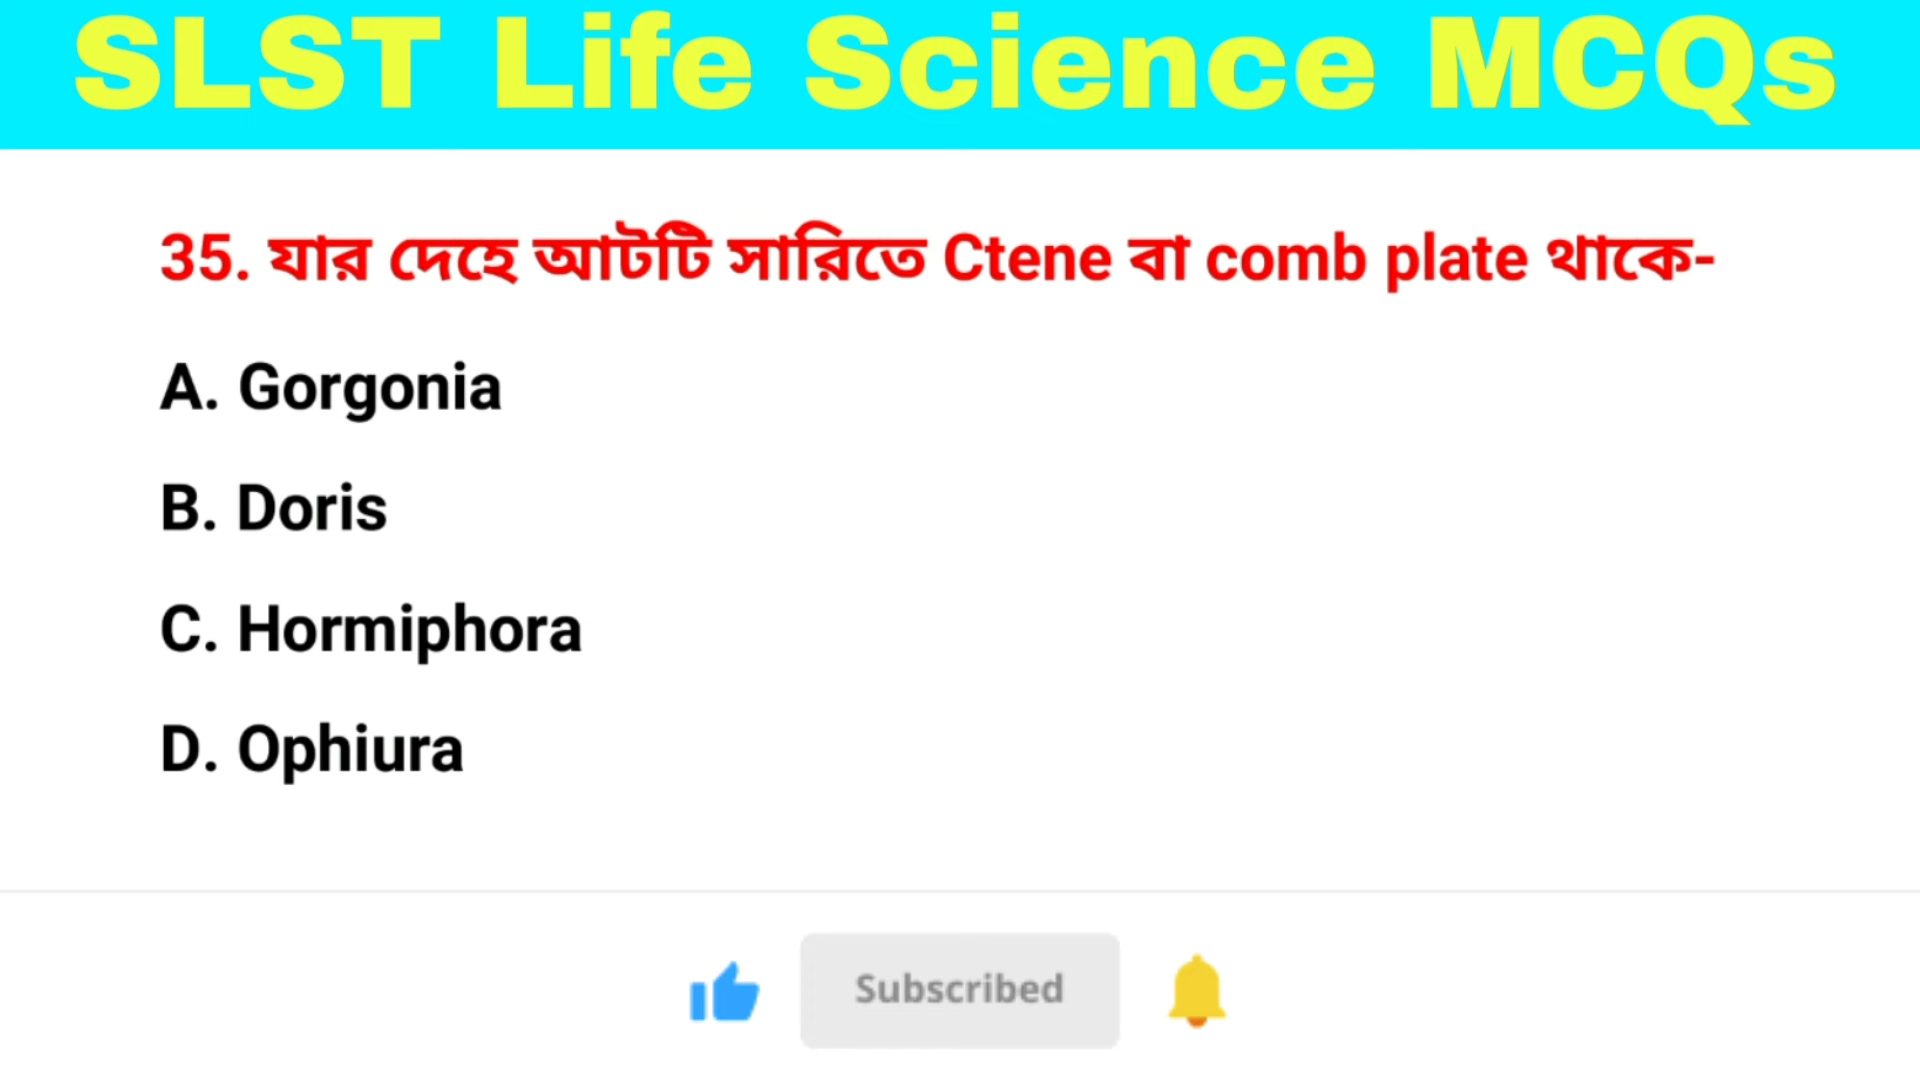 SLST Life Science MCQs
35. যার দেহে আটটি সারিতে Ctene বা comb plate থাকে-
A. Gorgonia
B. Doris
C. Hormiphora
D. Ophiura
Subscribed